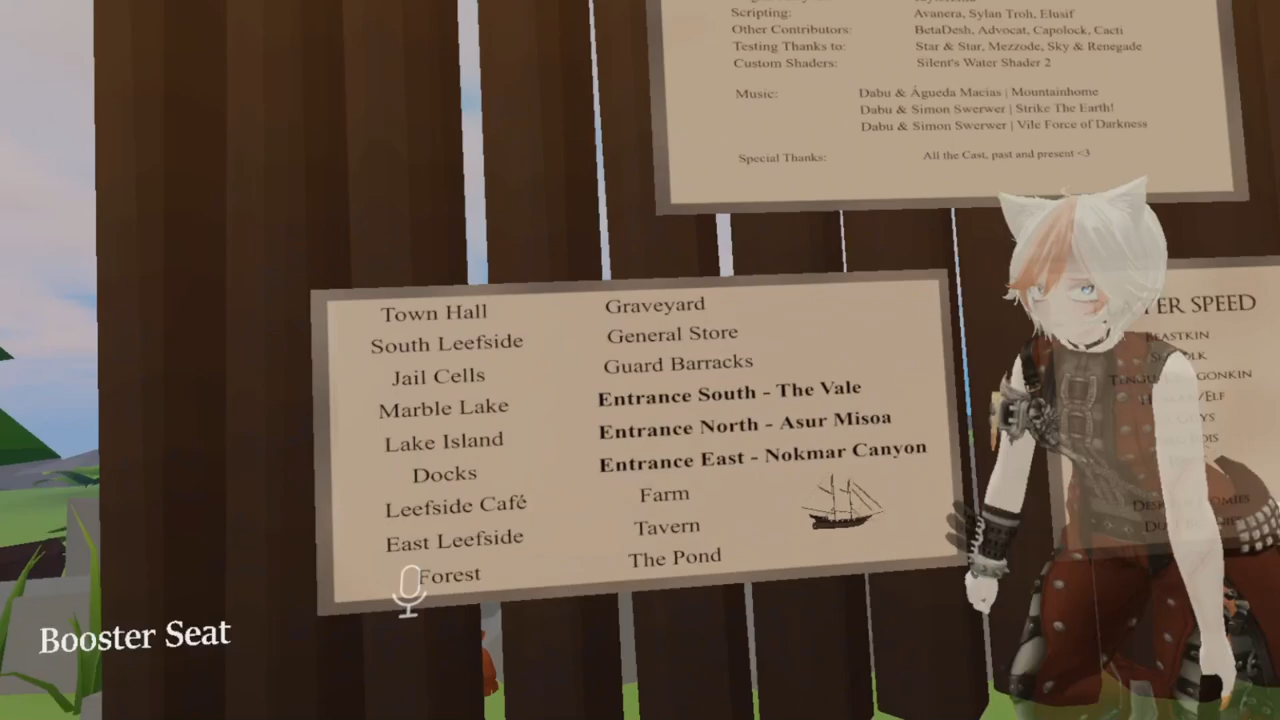 Scripting: Avanera, Sylan Troh, Elusif
Other Contributors: BetaDesh, Advocat, Capolock, Cacti
Testing Thanks to: Star & Star, Mezzode, Sky & Renegade
Custom Shaders: Silent's Water Shader 2
Music: Dabu & Águeda Macias | Mountainhome
Dabu & Simon Swerwer | Strike The Earth!
Dabu & Simon Swerwer | Vile Force of Darkness
Special Thanks: All the Cast, past and present <3
Town Hall
South Leefside
Jail Cells
Marble Lake
Lake Island
Docks
Leefside Café
East Leefside
Forest
Graveyard
General Store
Guard Barracks
Entrance South - The Vale
Entrance North - Asur Misoa
Entrance East - Nokmar Canyon
Farm
Tavern
The Pond
SPEED
Booster Seat